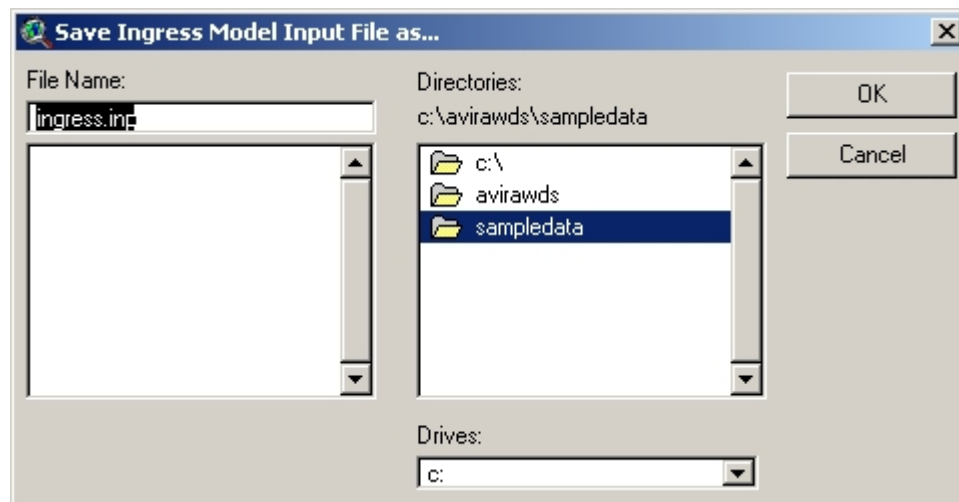 Save Ingress Model Input File as...
File Name:
ingress.inp
Directories:
c:\avirawds\sampledata
c:\
avirawds
sampledata
OK
Cancel
Drives:
c: